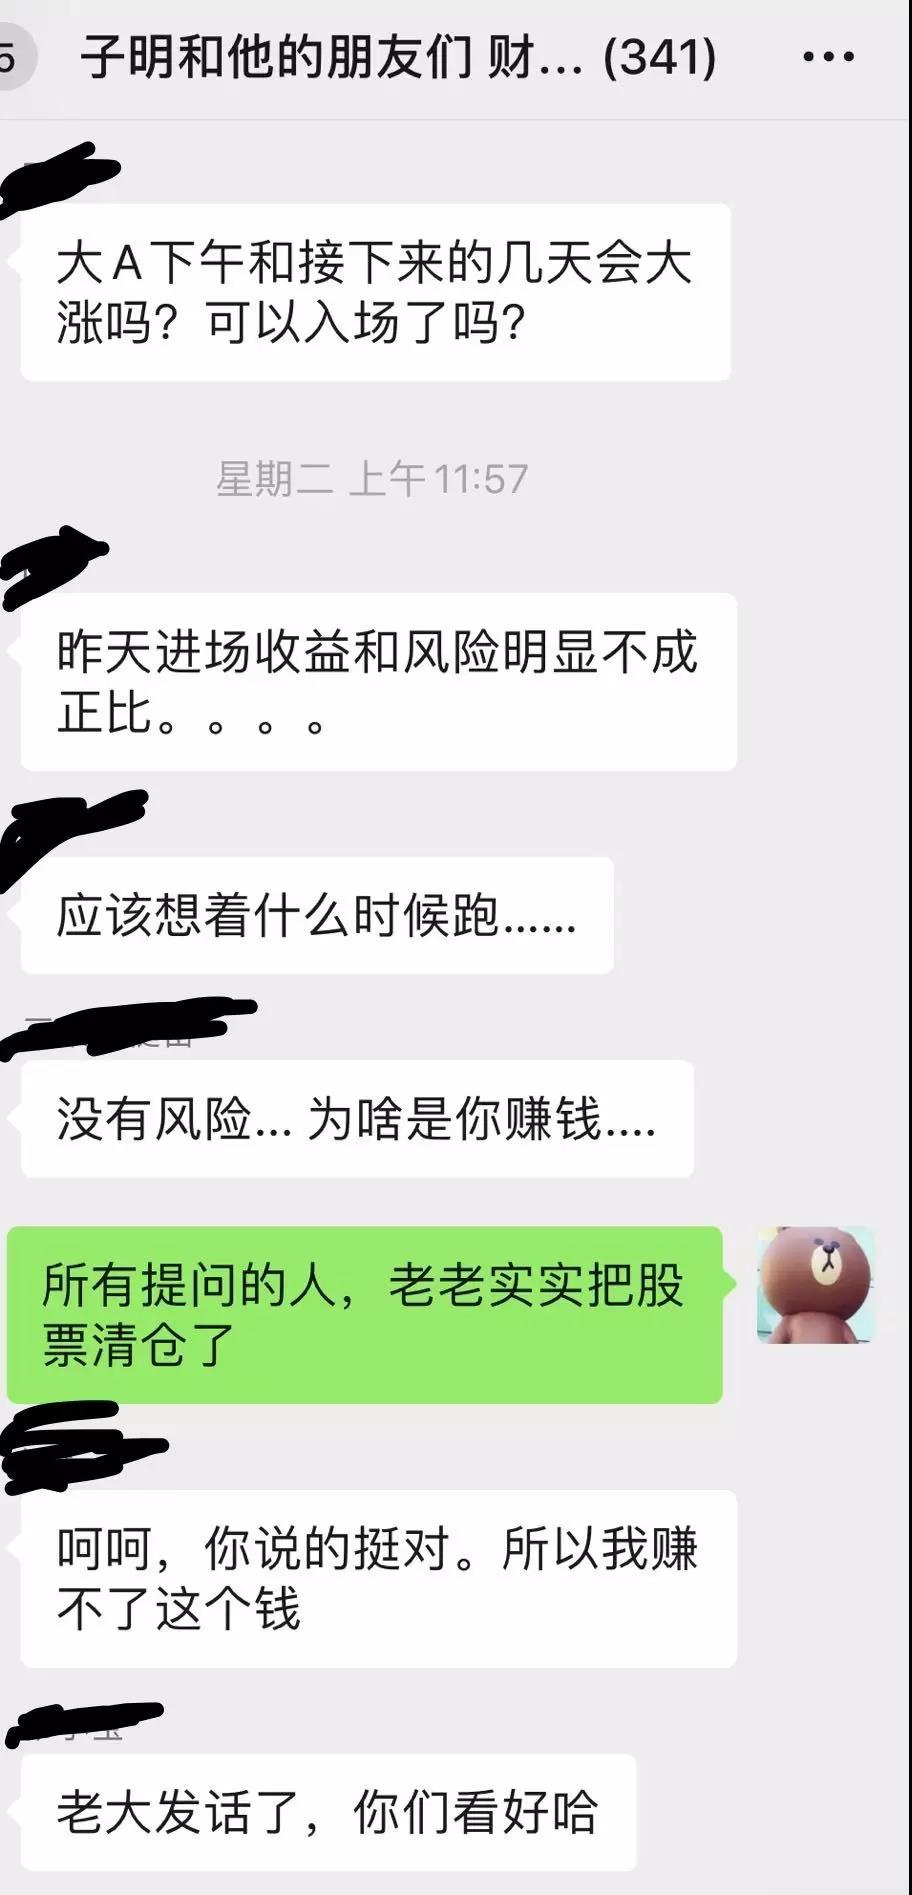 5
子明和他的朋友们 财... (341)
大A下午和接下来的几天会大
涨吗？可以入场了吗?
星期二 上午11:57
昨天进场收益和风险明显不成
正比。。。。
应该想着什么时候跑......
没有风险... 为啥是你赚钱....
所有提问的人，老老实实把股
票清仓了
呵呵，你说的挺对。所以我赚
不了这个钱
老大发话了，你们看好哈